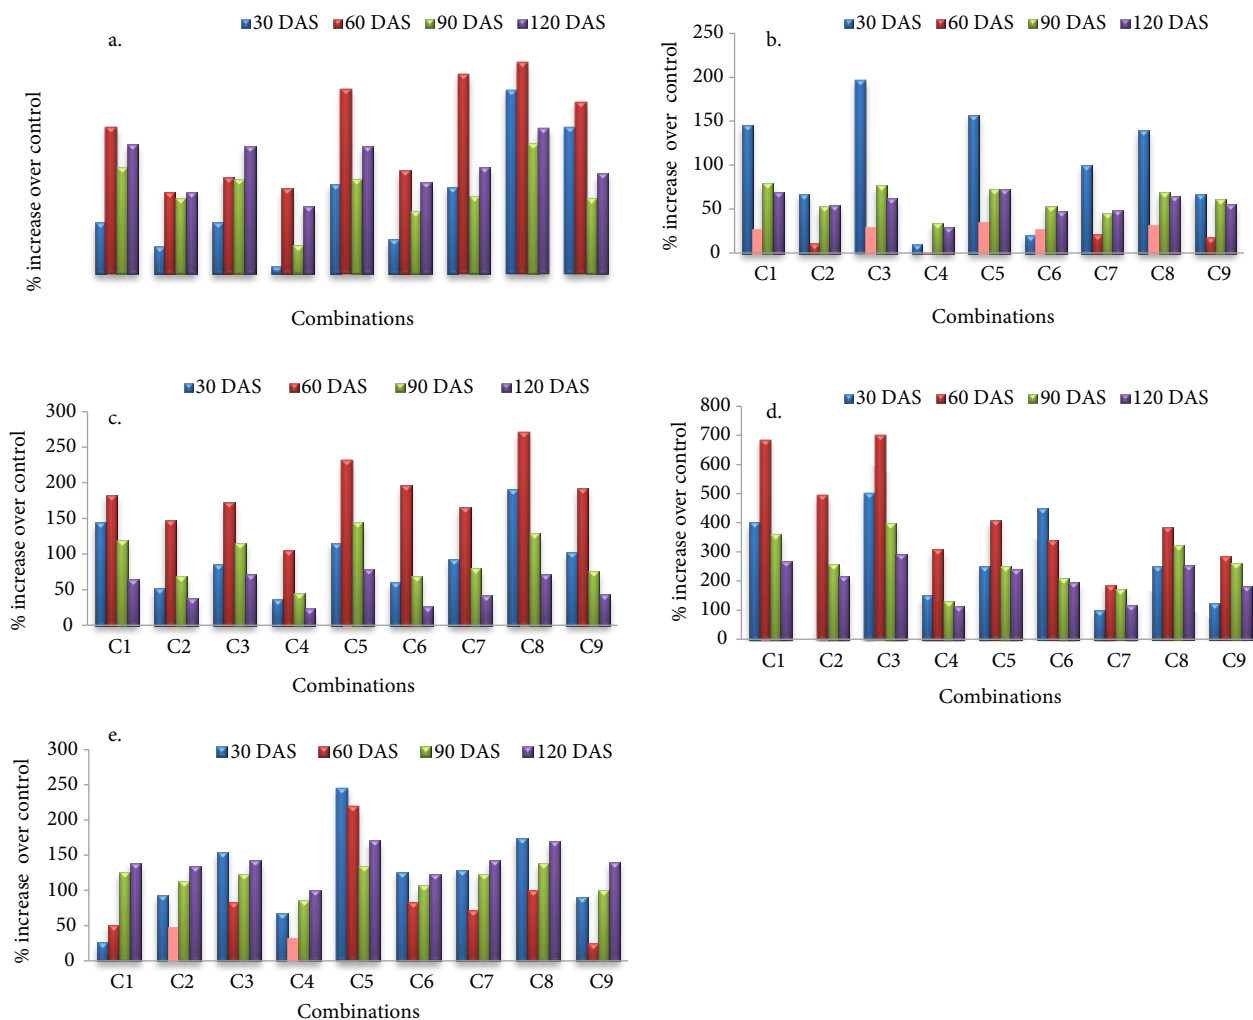 30 DAS 60 DAS 90 DAS 120 DAS
a.
% increase over control
Combinations
30 DAS 60 DAS 90 DAS 120 DAS
b.
% increase over control
250
200
150
100
50
0
C1 C2 C3 C4 C5 C6 C7 C8 C9
Combinations
30 DAS 60 DAS 90 DAS 120 DAS
c.
% increase over control
300
250
200
150
100
50
0
C1 C2 C3 C4 C5 C6 C7 C8 C9
Combinations
30 DAS 60 DAS 90 DAS 120 DAS
d.
% increase over control
800
700
600
500
400
300
200
100
0
C1 C2 C3 C4 C5 C6 C7 C8 C9
Combinations
e.
30 DAS 60 DAS 90 DAS 120 DAS
% increase over control
300
250
200
150
100
50
0
C1 C2 C3 C4 C5 C6 C7 C8 C9
Combinations